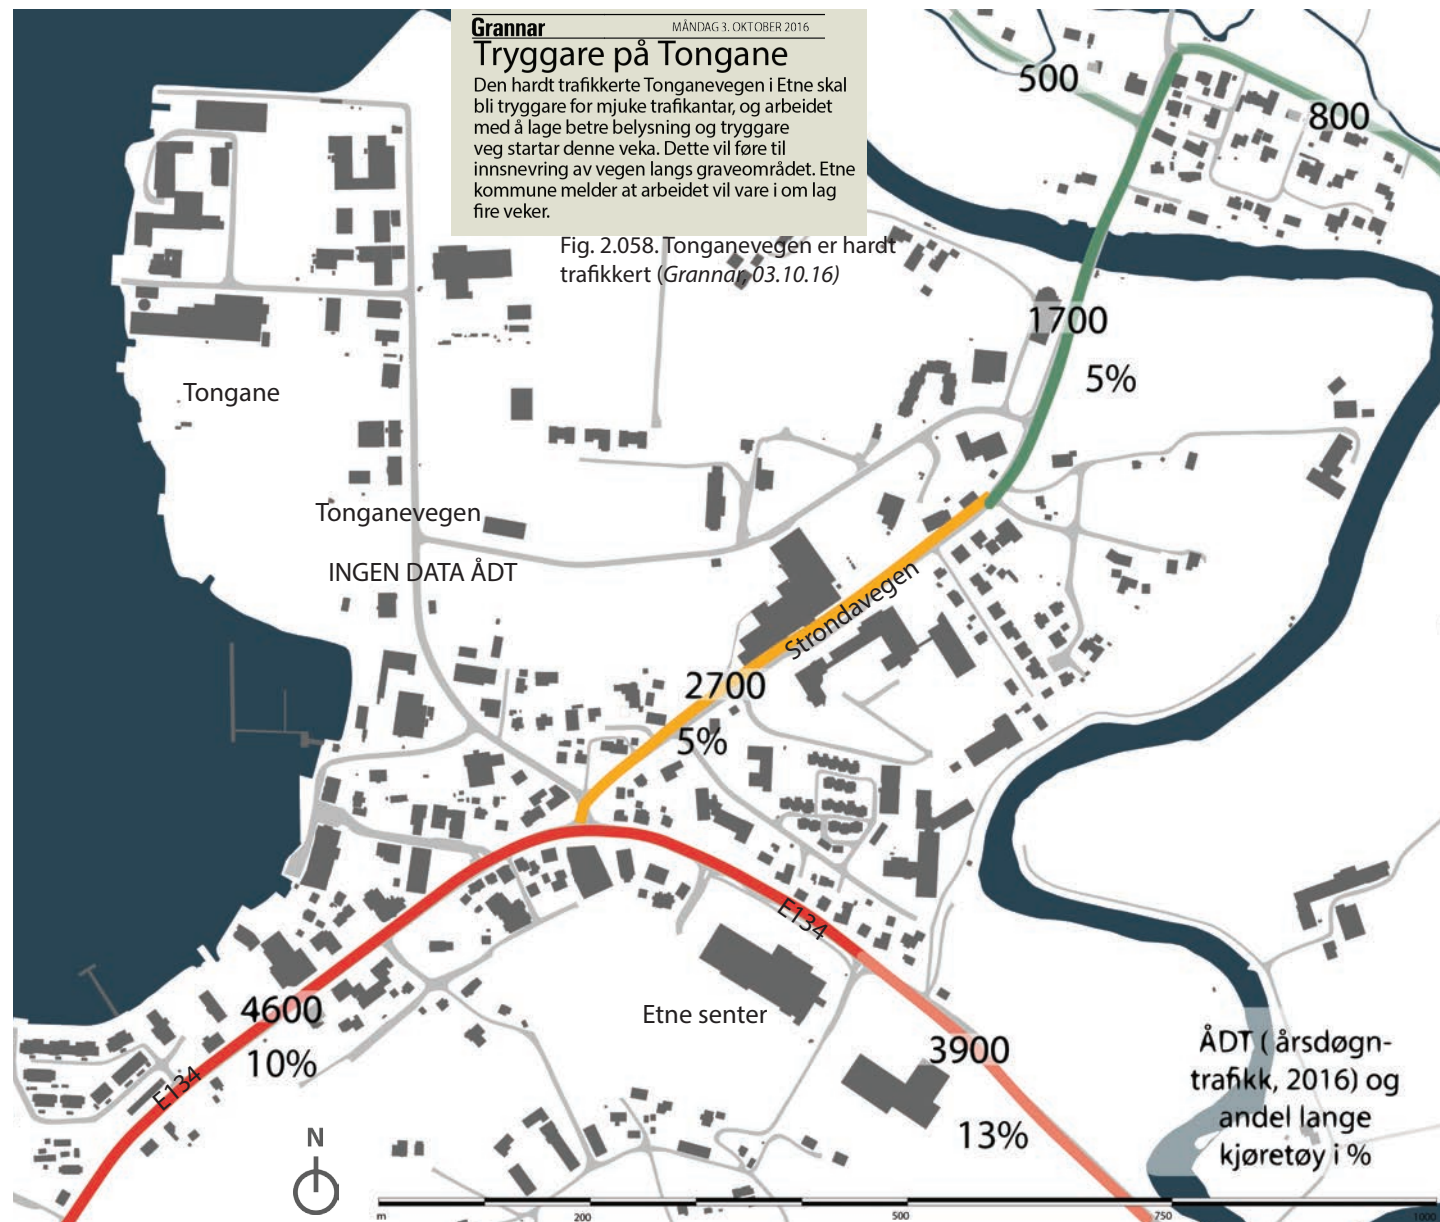 Grannar
MÅNDAG 3. OKTOBER 2016
Tryggare på Tongane
Den hardt trafikkerte Tonganevegen i Etne skal
bli tryggare for mjuke trafikantar, og arbeidet
med å lage betre belysning og tryggare
veg startar denne veka. Dette vil føre til
innsnevring av vegen langs graveområdet. Etne
kommune melder at arbeidet vil vare i om lag
fire veker.
Fig. 2.058. Tonganevegen er hardt
trafikkert (Grannar, 03.10.16)
500
800
1700
5%
Tongane
Tonganevegen
INGEN DATA ÅDT
Strondavegen
2700
5%
E134
Etne senter
4600
10%
E134
3900
13%
ÅDT ( årsdøgn-
trafikk, 2016) og
andel lange
kjøretøy i %
N
m 200 500 750 1000